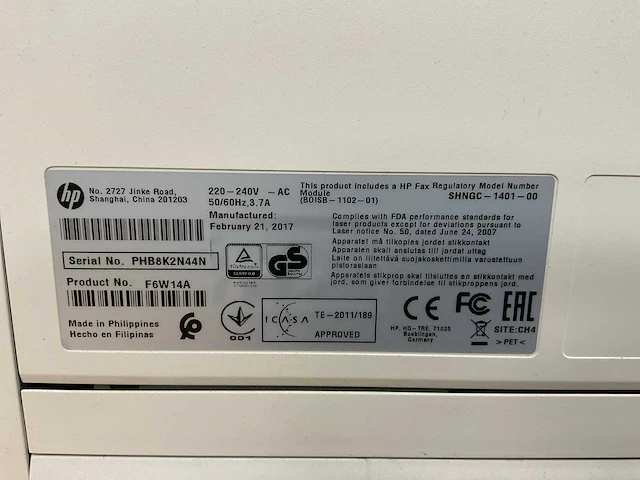 hp
No. 2727 Jinke Road,
Shanghai, China 201203
220-240V ~ AC
50/60Hz, 3.7A
Manufactured:
February 21, 2017
This product includes a HP Fax Regulatory Model Number
Module
(BOISB-1102-01)
SHNGC-1401-00
Serial No. PHB8K2N44N
Product No. F6W14A
Made in Philippines
Hecho en Filipinas
Complies with FDA performance standards for
laser products except for deviations pursuant to
Laser notice No. 50, dated June 24, 2007
Apparatet må tilkoples jordet stikkontakt
Apparaten skall anslutas till jordat uttag
Laite on liitettävä suojakoskettimilla varustettuun
pistorasiaan
Apparatets stikprop skal tilsluttes en stikkontakt med
jord, som giver forbindelse til stikproppens jord.
GS
001
ICASA
TE-2011/189
APPROVED
CE FC EAC
HP, HQ-TRE, 71025
Boeblingen,
Germany
SITE:CH4
>PET<